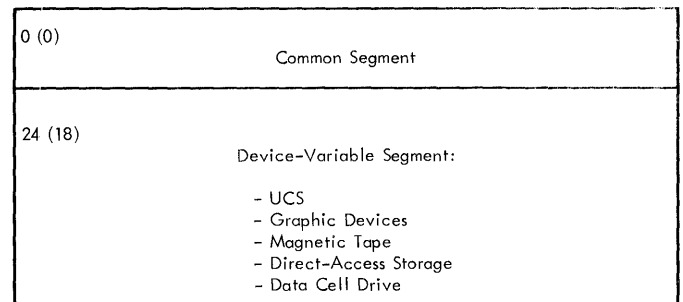 0 (0)
Common Segment
24 (18)
Device-Variable Segment:
- UCS
- Graphic Devices
- Magnetic Tape
- Direct-Access Storage
- Data Cell Drive